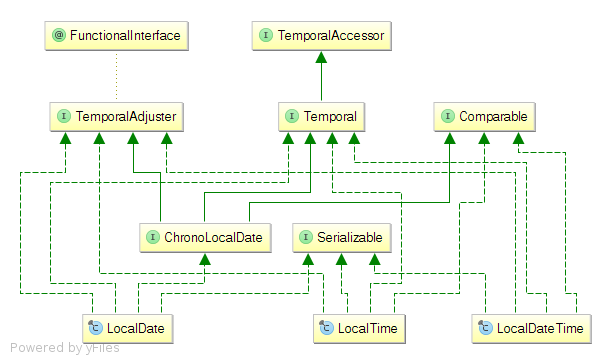 @ FunctionalInterface
I TemporalAccessor
I TemporalAdjuster
I Temporal
I Comparable
I ChronoLocalDate
I Serializable
C LocalDate
C LocalTime
C LocalDateTime
Powered by yFiles